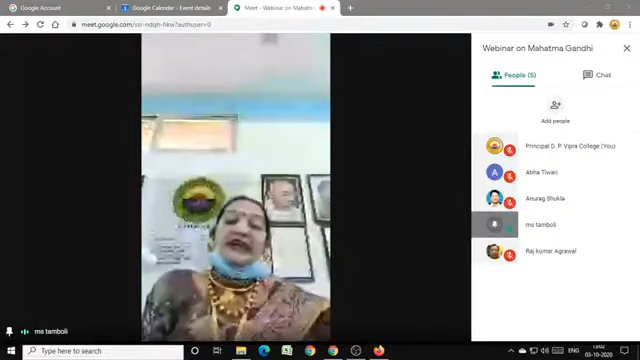 Google Account
Google Calendar - Event details
Meet - Webinar on Mahatma
meet.google.com/ssr-ndqh-hkw?authuser=0
Webinar on Mahatma Gandhi
People (5)
Chat
Add people
Principal D. P. Vipra College (You)
A
Abha Tiwari
Anurag Shukla
ms tamboli
Raj kumar Agrawal
ms tamboli
Type here to search
ENG
03-10-2020